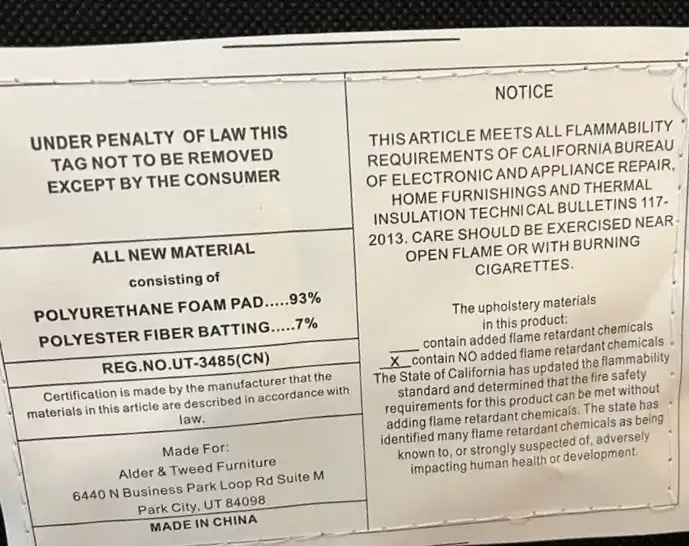 UNDER PENALTY OF LAW THIS
TAG NOT TO BE REMOVED
EXCEPT BY THE CONSUMER
ALL NEW MATERIAL
consisting of
POLYURETHANE FOAM PAD.....93%
POLYESTER FIBER BATTING.....7%
REG.NO.UT-3485(CN)
Certification is made by the manufacturer that the
materials in this article are described in accordance with
law.
Made For:
Alder & Tweed Furniture
6440 N Business Park Loop Rd Suite M
Park City, UT 84098
MADE IN CHINA
NOTICE
THIS ARTICLE MEETS ALL FLAMMABILITY
REQUIREMENTS OF CALIFORNIA BUREAU
OF ELECTRONIC AND APPLIANCE REPAIR,
HOME FURNISHINGS AND THERMAL
INSULATION TECHNICAL BULLETINS 117-
2013. CARE SHOULD BE EXERCISED NEAR
OPEN FLAME OR WITH BURNING
CIGARETTES.
The upholstery materials
in this product:
____ contain added flame retardant chemicals
__X__contain NO added flame retardant chemicals
The State of California has updated the flammability
standard and determined that the fire safety
requirements for this product can be met without
adding flame retardant chemicals. The state has
identified many flame retardant chemicals as being
known to, or strongly suspected of, adversely
impacting human health or development.